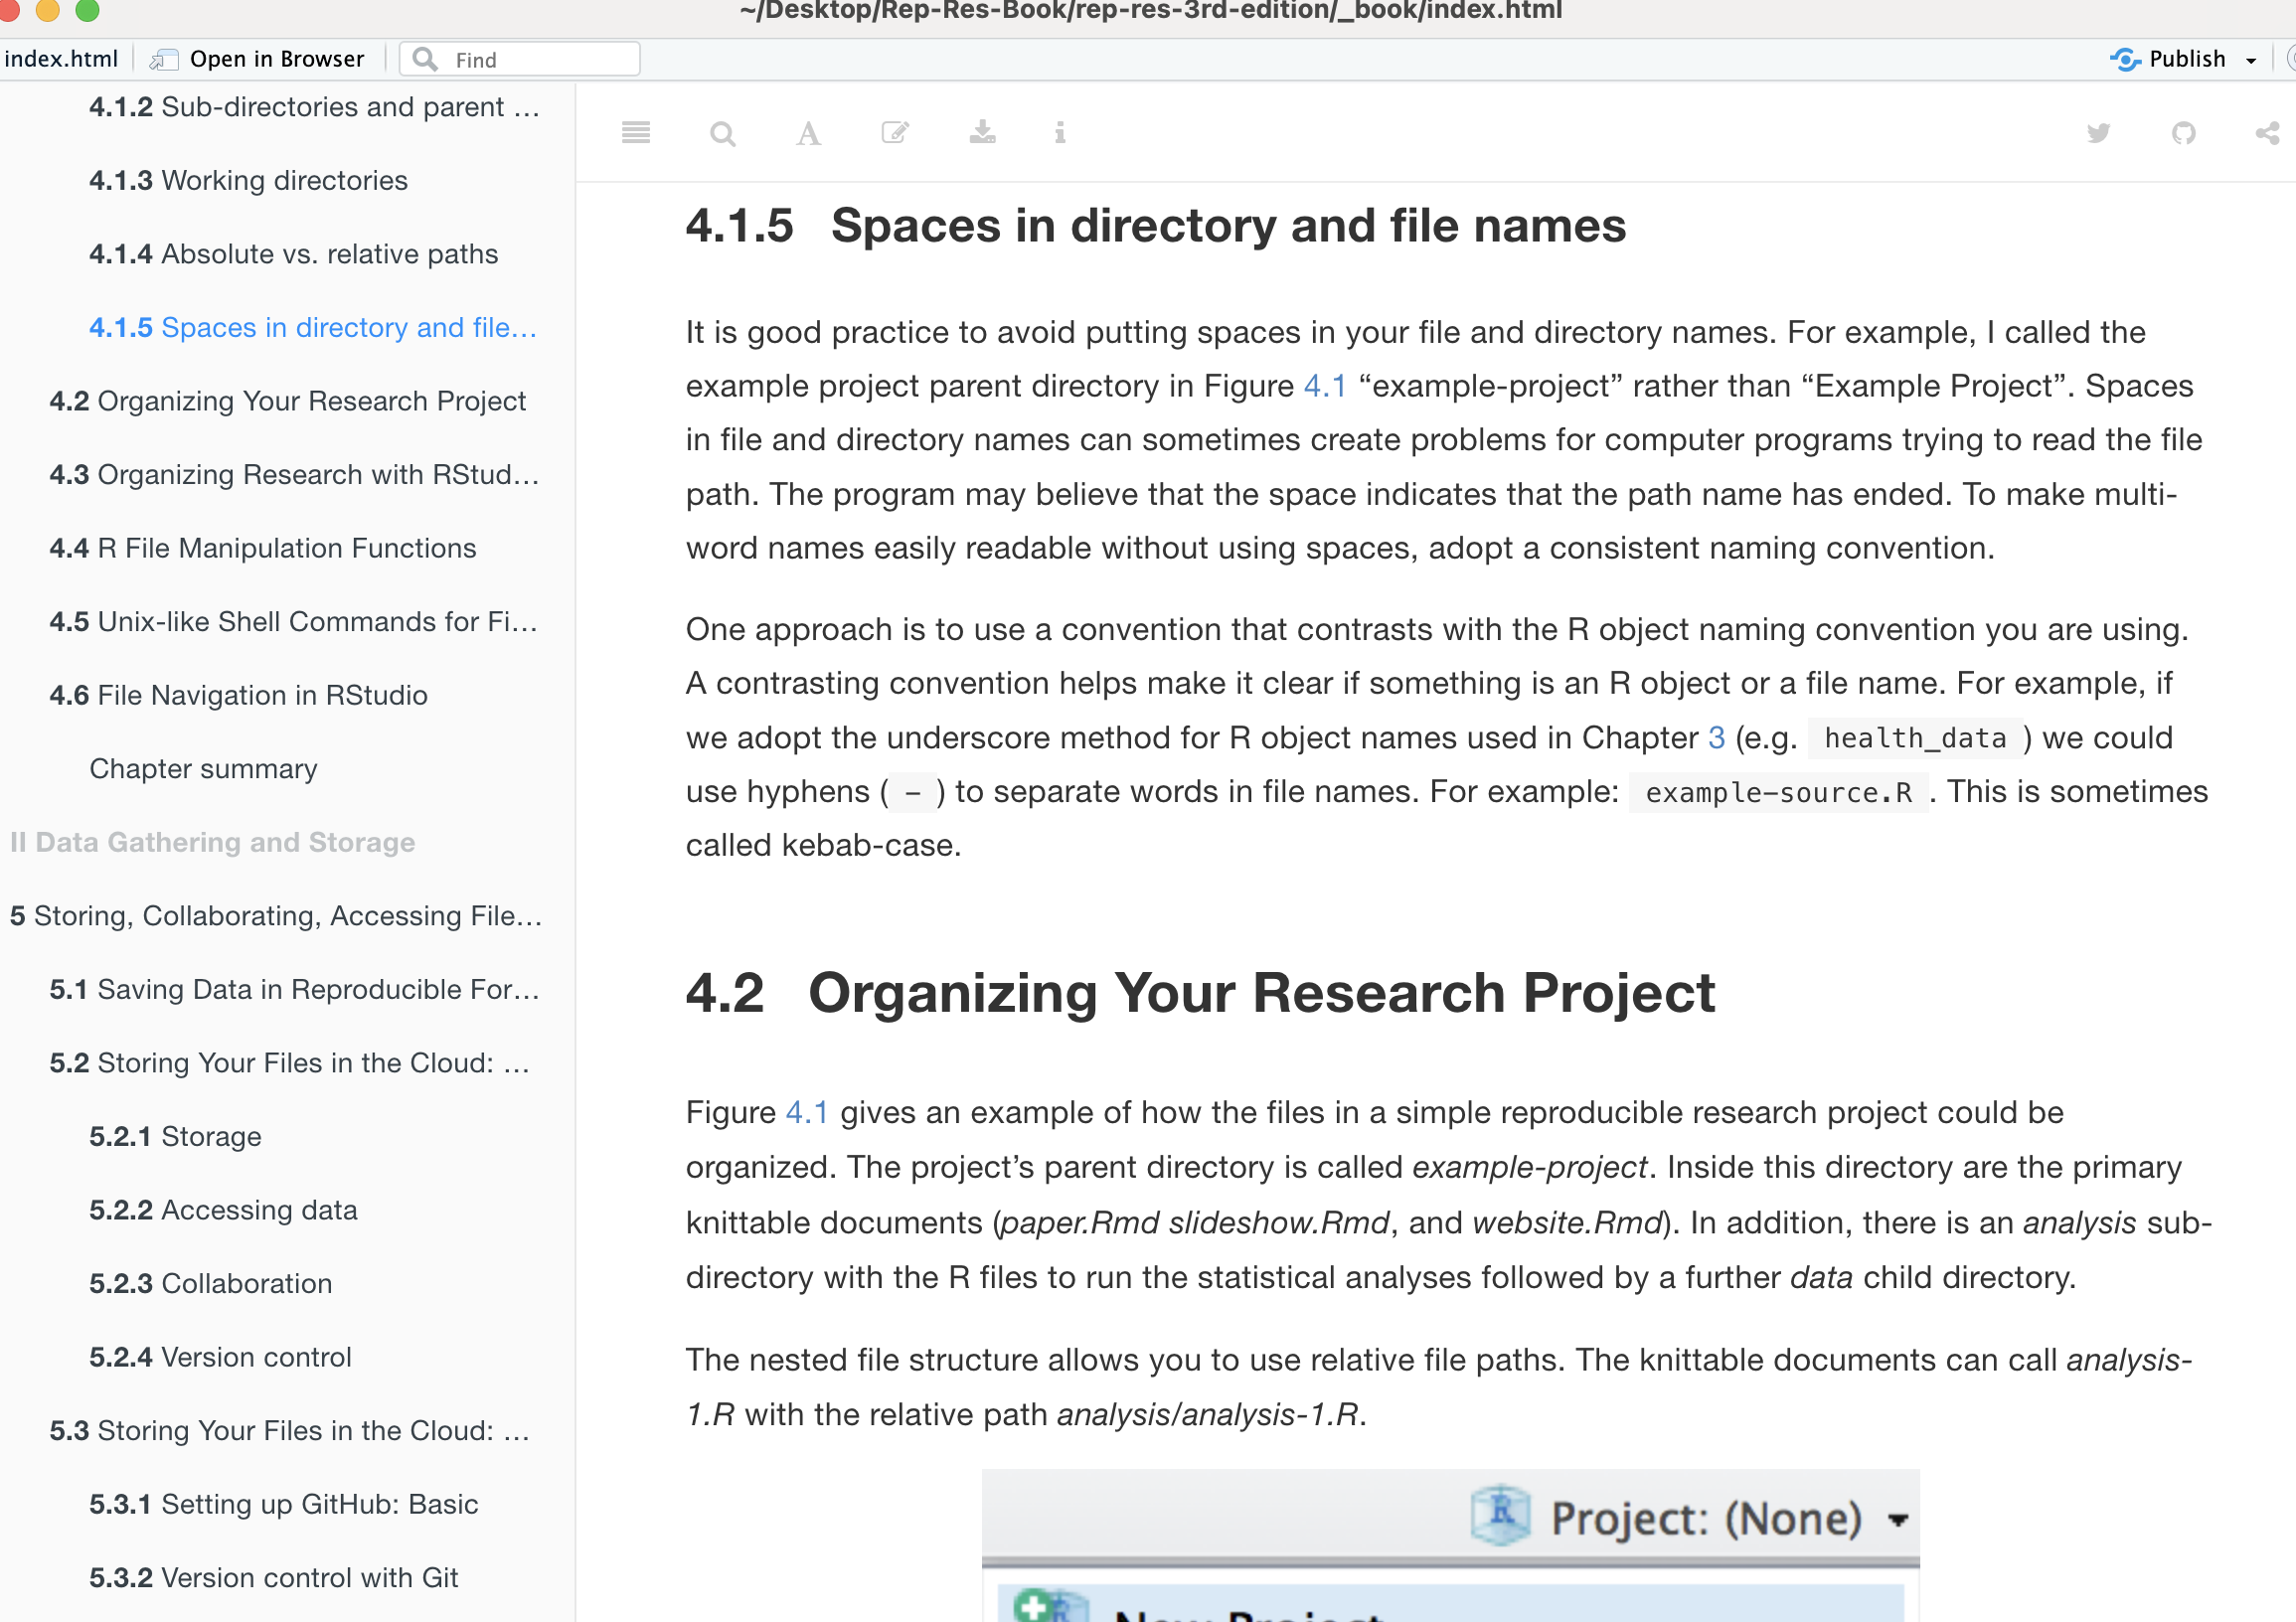 ~/Desktop/Rep-Res-Book/rep-res-3rd-edition/_book/index.html
index.html Open in Browser Find Publish
4.1.2 Sub-directories and parent …
4.1.3 Working directories
4.1.4 Absolute vs. relative paths
4.1.5 Spaces in directory and file…
4.2 Organizing Your Research Project
4.3 Organizing Research with RStud…
4.4 R File Manipulation Functions
4.5 Unix-like Shell Commands for Fi…
4.6 File Navigation in RStudio
Chapter summary
II Data Gathering and Storage
5 Storing, Collaborating, Accessing File…
5.1 Saving Data in Reproducible For…
5.2 Storing Your Files in the Cloud: …
5.2.1 Storage
5.2.2 Accessing data
5.2.3 Collaboration
5.2.4 Version control
5.3 Storing Your Files in the Cloud: …
5.3.1 Setting up GitHub: Basic
5.3.2 Version control with Git
4.1.5 Spaces in directory and file names
It is good practice to avoid putting spaces in your file and directory names. For example, I called the
example project parent directory in Figure 4.1 “example-project” rather than “Example Project”. Spaces
in file and directory names can sometimes create problems for computer programs trying to read the file
path. The program may believe that the space indicates that the path name has ended. To make multi-
word names easily readable without using spaces, adopt a consistent naming convention.
One approach is to use a convention that contrasts with the R object naming convention you are using.
A contrasting convention helps make it clear if something is an R object or a file name. For example, if
we adopt the underscore method for R object names used in Chapter 3 (e.g. health_data ) we could
use hyphens ( - ) to separate words in file names. For example: example-source.R . This is sometimes
called kebab-case.
4.2 Organizing Your Research Project
Figure 4.1 gives an example of how the files in a simple reproducible research project could be
organized. The project’s parent directory is called example-project. Inside this directory are the primary
knittable documents (paper.Rmd slideshow.Rmd, and website.Rmd). In addition, there is an analysis sub-
directory with the R files to run the statistical analyses followed by a further data child directory.
The nested file structure allows you to use relative file paths. The knittable documents can call analysis-
1.R with the relative path analysis/analysis-1.R.
Project: (None)
New Project